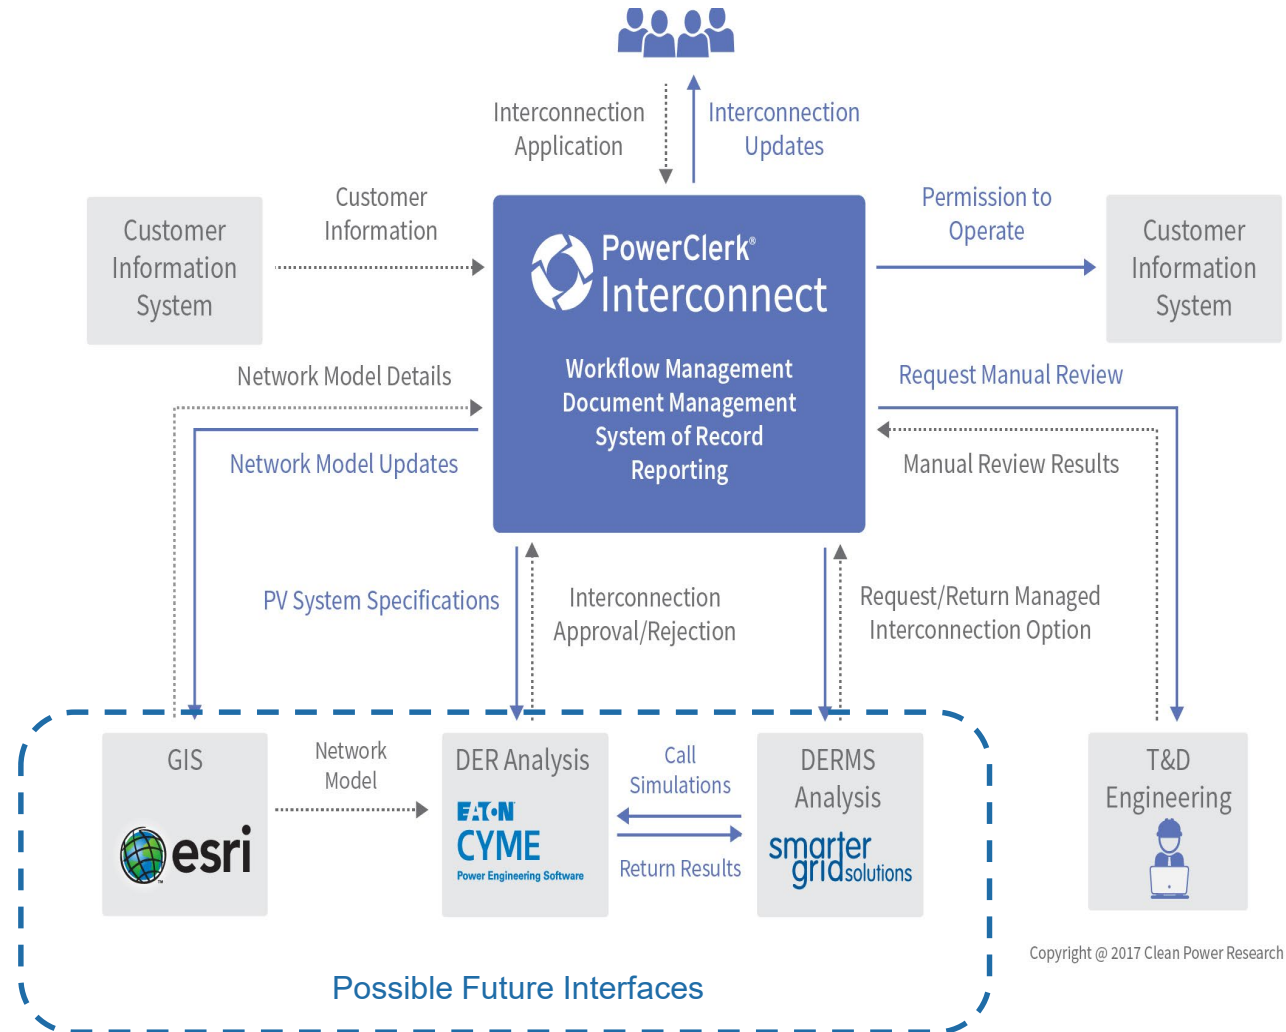 Interconnection
Application
Interconnection
Updates
Customer
Information
System
Customer
Information
PowerClerk®
Interconnect
Workflow Management
Document Management
System of Record
Reporting
Permission to
Operate
Customer
Information
System
Network Model Details
Network Model Updates
Request Manual Review
Manual Review Results
PV System Specifications
Interconnection
Approval/Rejection
Request/Return Managed
Interconnection Option
GIS
esri
Network
Model
DER Analysis
EATON
CYME
Power Engineering Software
Call
Simulations
Return Results
DERMS
Analysis
smarter
gridsolutions
T&D
Engineering
Copyright @ 2017 Clean Power Research
Possible Future Interfaces